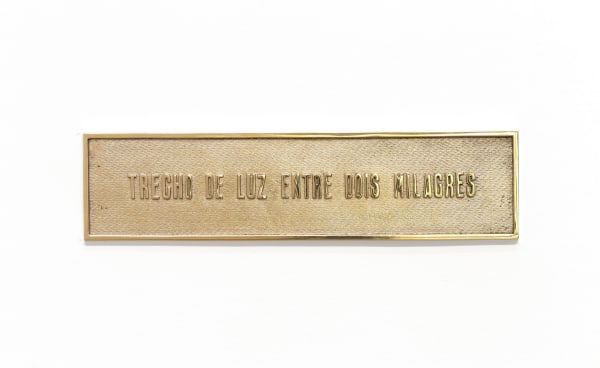 TRECHO DE LUZ ENTRE DOIS MILAGRES